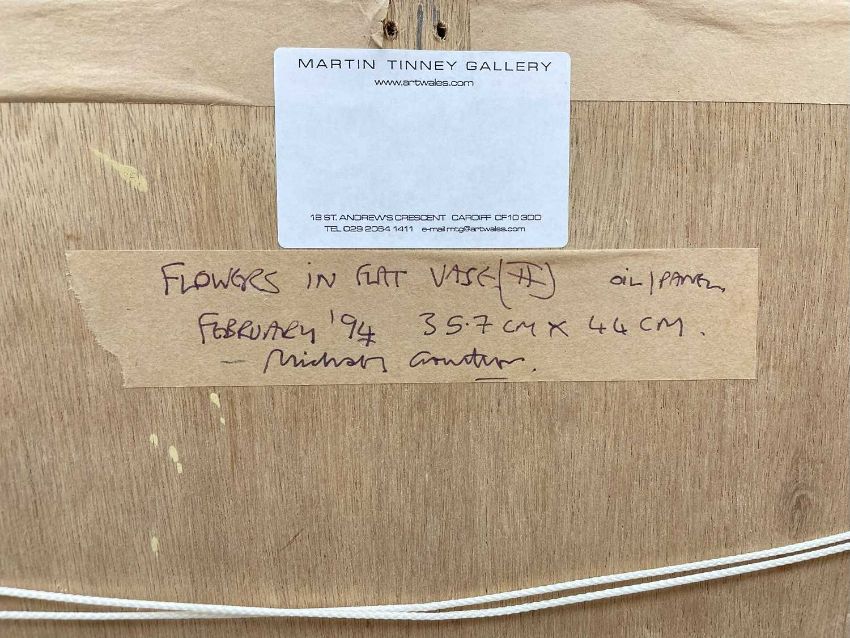 MARTIN TINNEY GALLERY
www.artwales.com
18 ST. ANDREW'S CRESCENT CARDIFF CF10 3DD
TEL 029 2064 1411 e-mail mtg@artwales.com
FLOWERS IN FLAT VASE (II) OIL/PANEL,
FEBRUARY '94 35.7 CM X 44 CM.